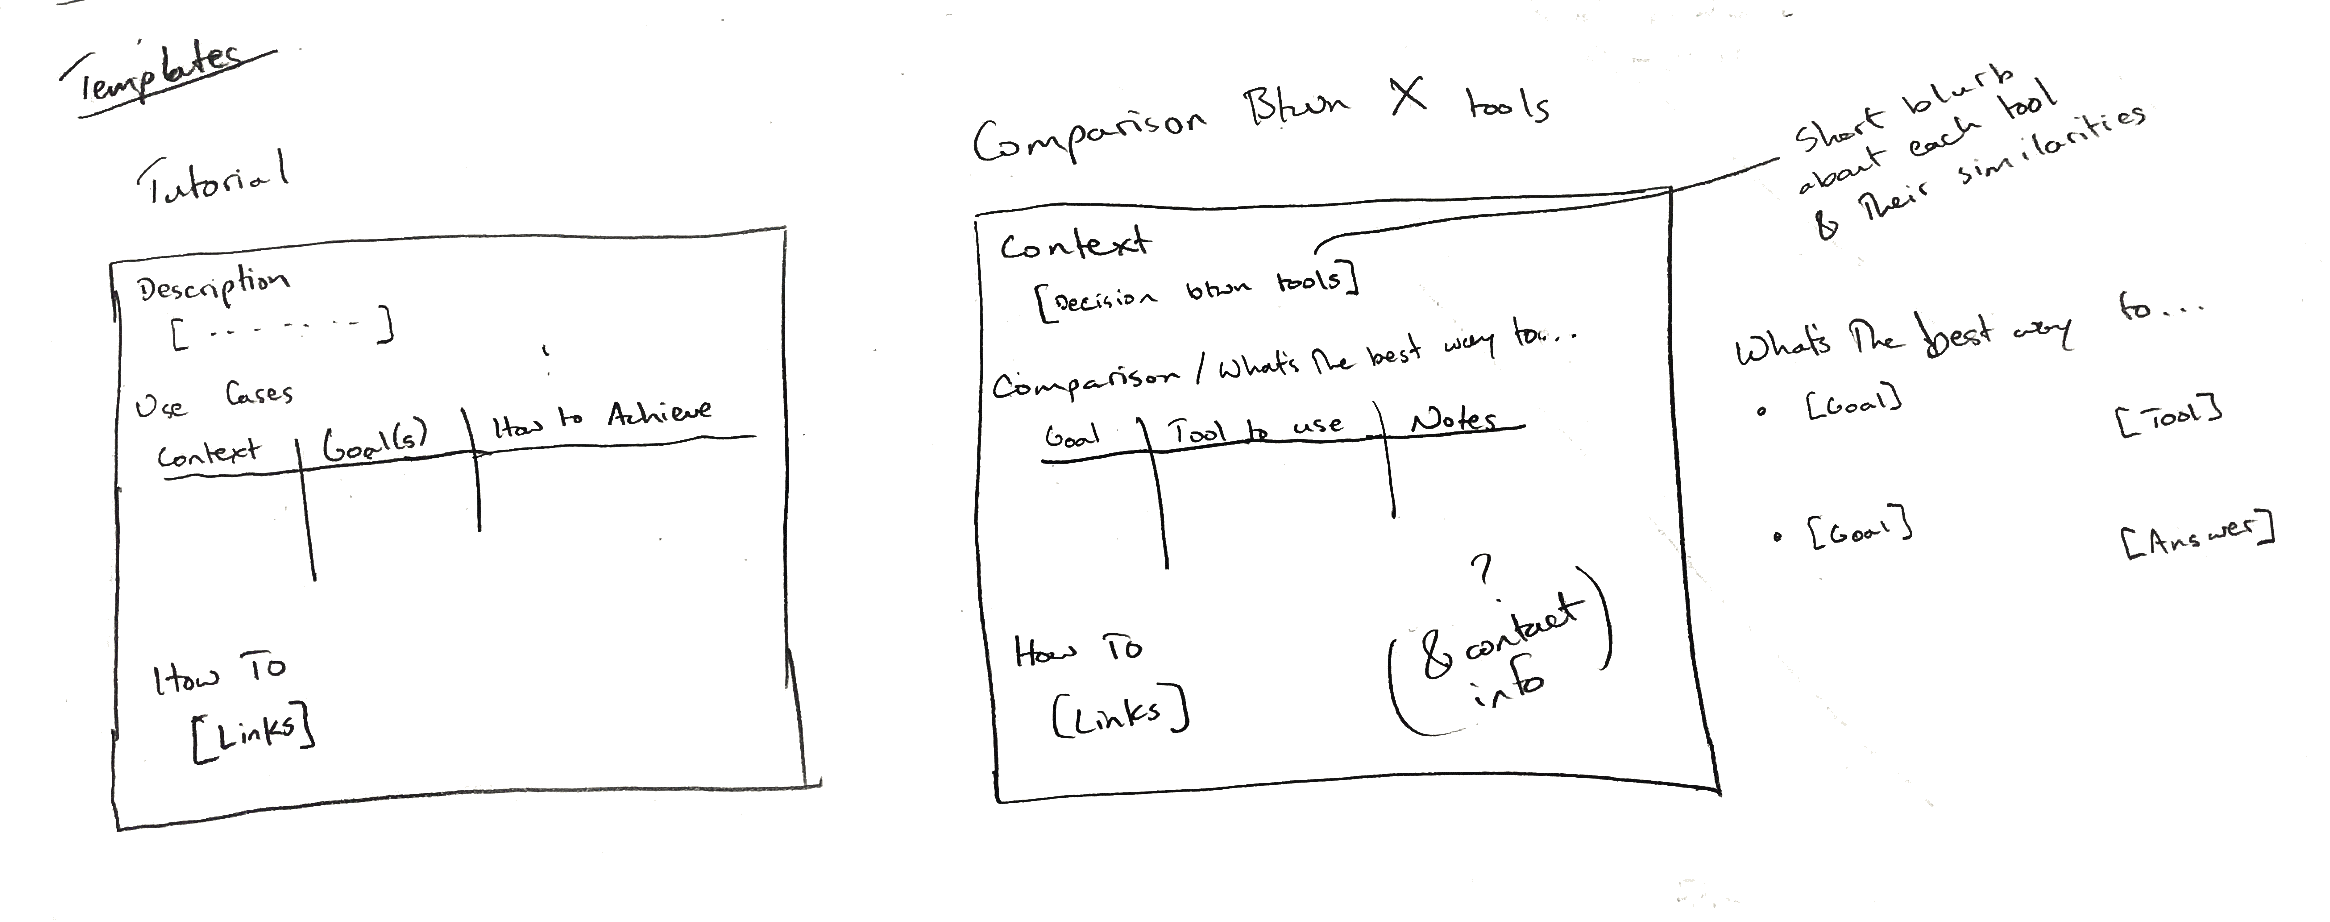 Templates
Tutorial
Description
[.......]
Use Cases
Context | Goal(s) | How to Achieve
How To
[Links]
Comparison Btwn X tools
Context
[Decision btwn tools]
Comparison / What's the best way to...
Goal | Tool to use | Notes
How To
[Links]
?
(& contact
info)
Short blurb
about each tool
& their similarities
What's the best way to...
• [Goal] [Tool]
• [Goal] [Answer]